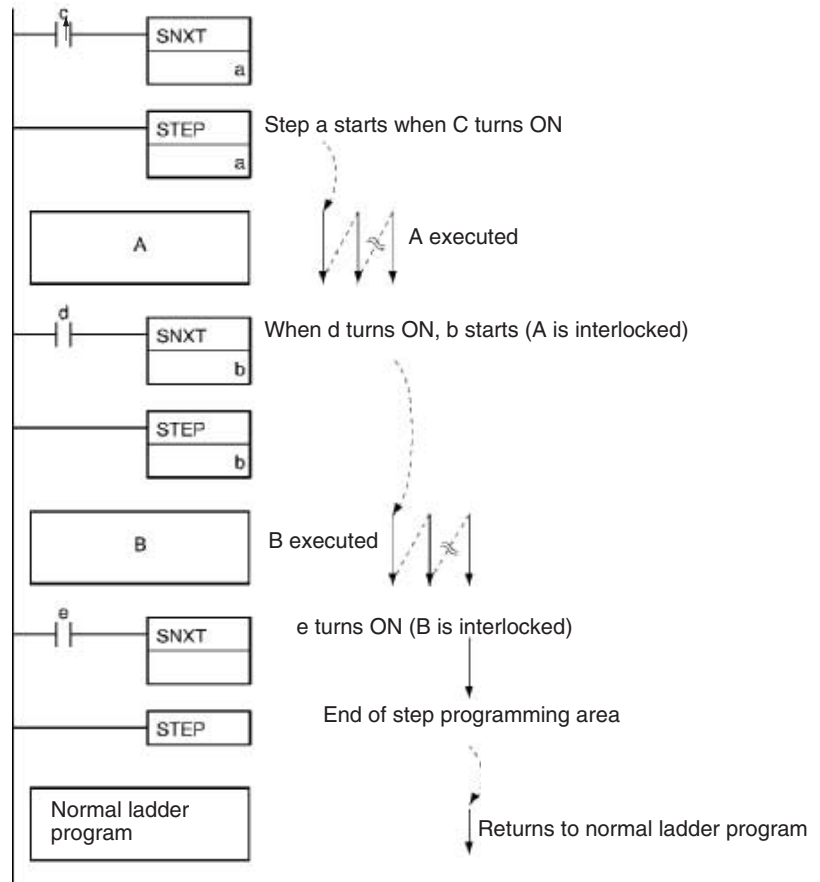 c
SNXT
a
STEP
a
Step a starts when C turns ON
A
A executed
d
SNXT
b
When d turns ON, b starts (A is interlocked)
STEP
b
B
B executed
e
SNXT
e turns ON (B is interlocked)
End of step programming area
STEP
Normal ladder
program
Returns to normal ladder program